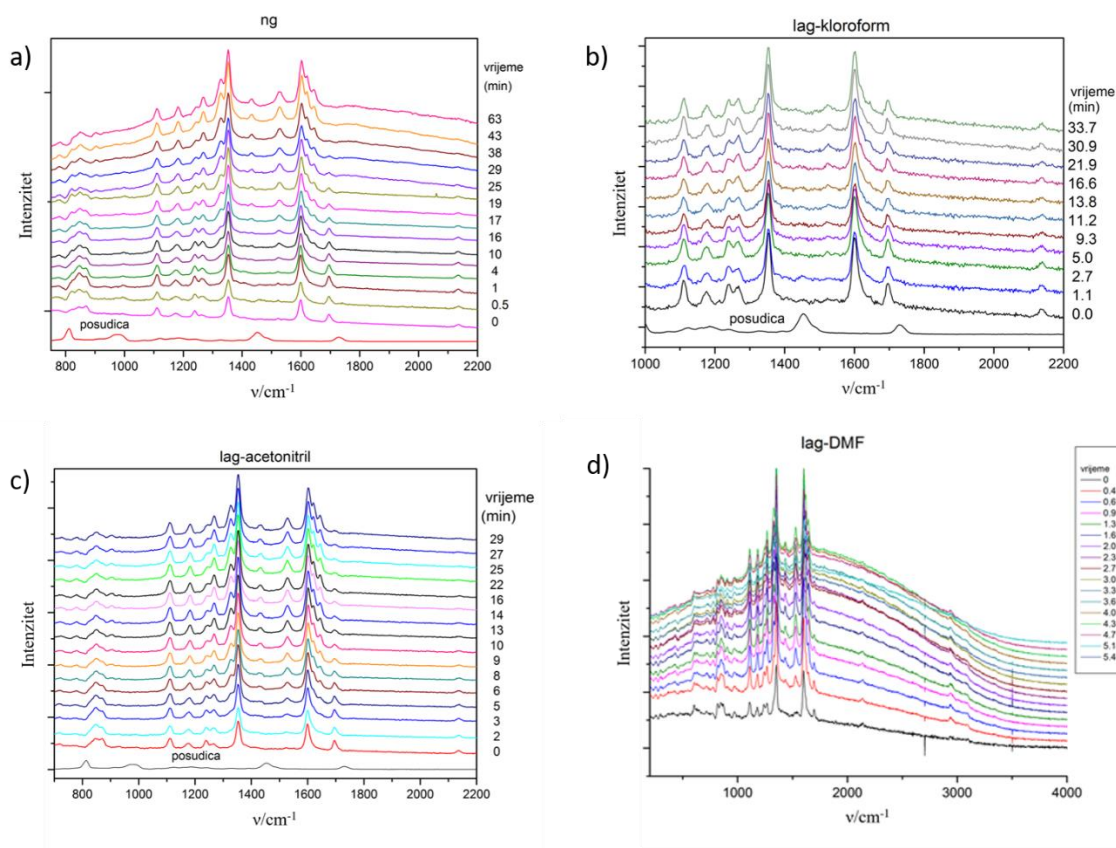 a)
ng
Intenzitet
vrijeme
(min)
63
43
38
29
25
19
17
16
10
4
1
0.5
0
posudica
800 1000 1200 1400 1600 1800 2000 2200
ν/cm-1
b)
lag-kloroform
Intenzitet
vrijeme
(min)
33.7
30.9
21.9
16.6
13.8
11.2
9.3
5.0
2.7
1.1
0.0
posudica
1000 1200 1400 1600 1800 2000 2200
ν/cm-1
c)
lag-acetonitril
Intenzitet
vrijeme
(min)
29
27
25
22
16
14
13
10
9
8
6
5
3
2
0
posudica
800 1000 1200 1400 1600 1800 2000 2200
ν/cm-1
d)
lag-DMF
Intenzitet
vrijeme
0
0.4
0.6
0.9
1.3
1.6
2.0
2.3
2.7
3.0
3.3
3.6
4.0
4.3
4.7
5.1
5.4
1000 2000 3000 4000
ν/cm-1